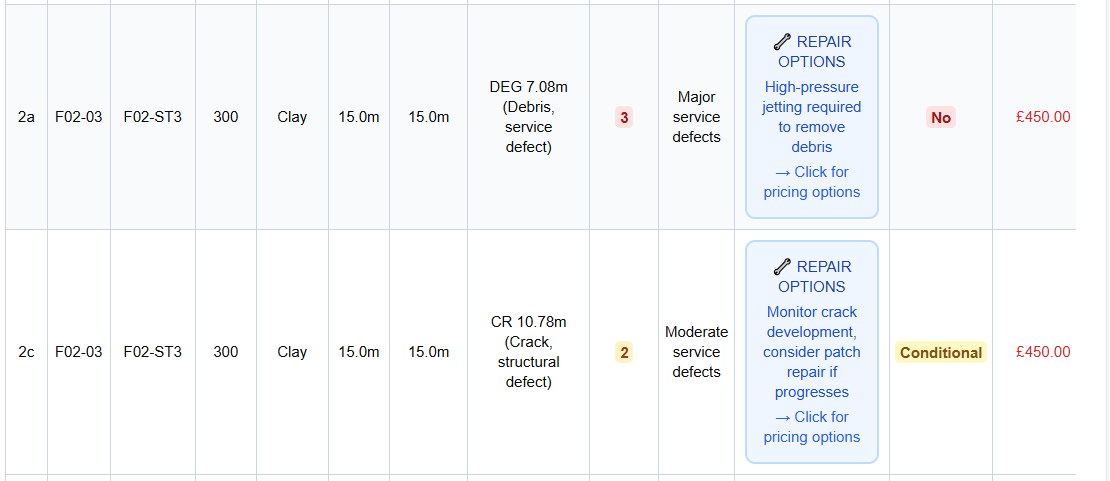 2a F02-03 F02-ST3 300 Clay 15.0m 15.0m
DEG 7.08m
(Debris,
service
defect)
3
Major
service
defects
REPAIR
OPTIONS
High-pressure
jetting required
to remove
debris
→ Click for
pricing options
No
£450.00
2c F02-03 F02-ST3 300 Clay 15.0m 15.0m
CR 10.78m
(Crack,
structural
defect)
2
Moderate
service
defects
REPAIR
OPTIONS
Monitor crack
development,
consider patch
repair if
progresses
→ Click for
pricing options
Conditional
£450.00